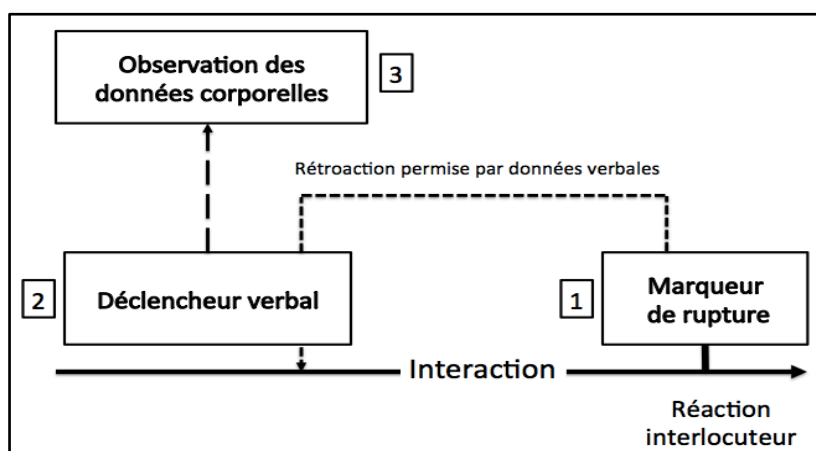 Observation des
données corporelles
3
Rétroaction permise par données verbales
2
Déclencheur verbal
1
Marqueur
de rupture
Interaction
Réaction
interlocuteur